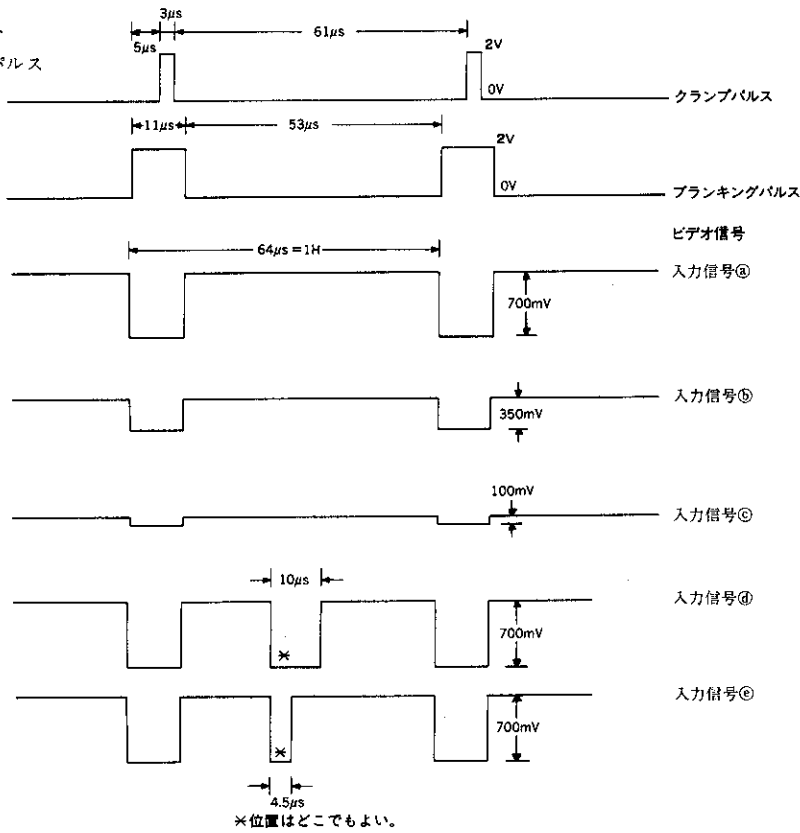 3μs
61μs
5μs
2V
パルス
0V
クランプパルス
11μs
53μs
2V
0V
ブランキングパルス
ビデオ信号
64μs=1H
入力信号ⓐ
700mV
入力信号ⓑ
350mV
100mV
入力信号ⓒ
10μs
入力信号ⓓ
700mV
※
入力信号ⓔ
700mV
※
4.5μs
※位置はどこでもよい。